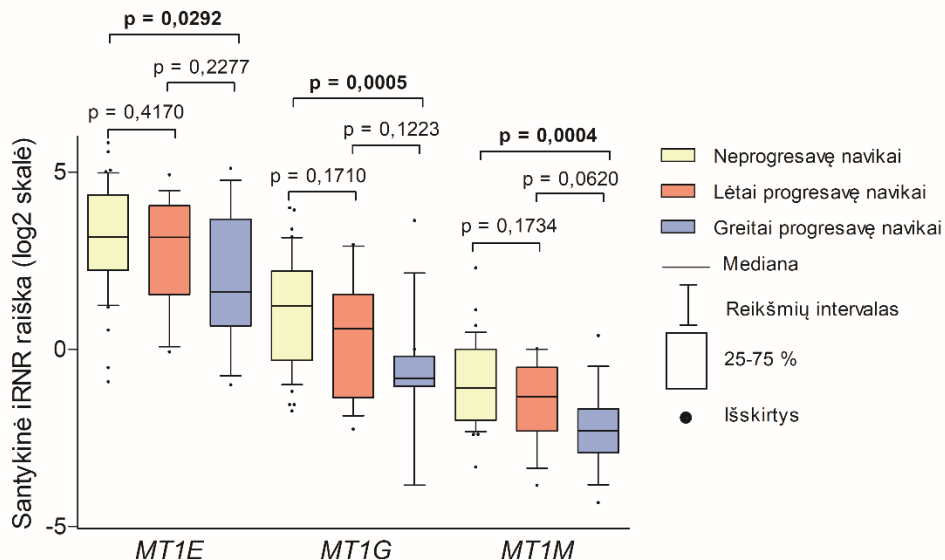 p = 0,0292
p = 0,2277
p = 0,4170
p = 0,0005
p = 0,1223
p = 0,1710
p = 0,0004
p = 0,0620
p = 0,1734
Santykinė iRNR raiška (log2 skalė)
5
0
-5
MT1E MT1G MT1M
Neprogresavę navikai
Lėtai progresavę navikai
Greitai progresavę navikai
Mediana
Reikšmių intervalas
25-75 %
Išskirtys